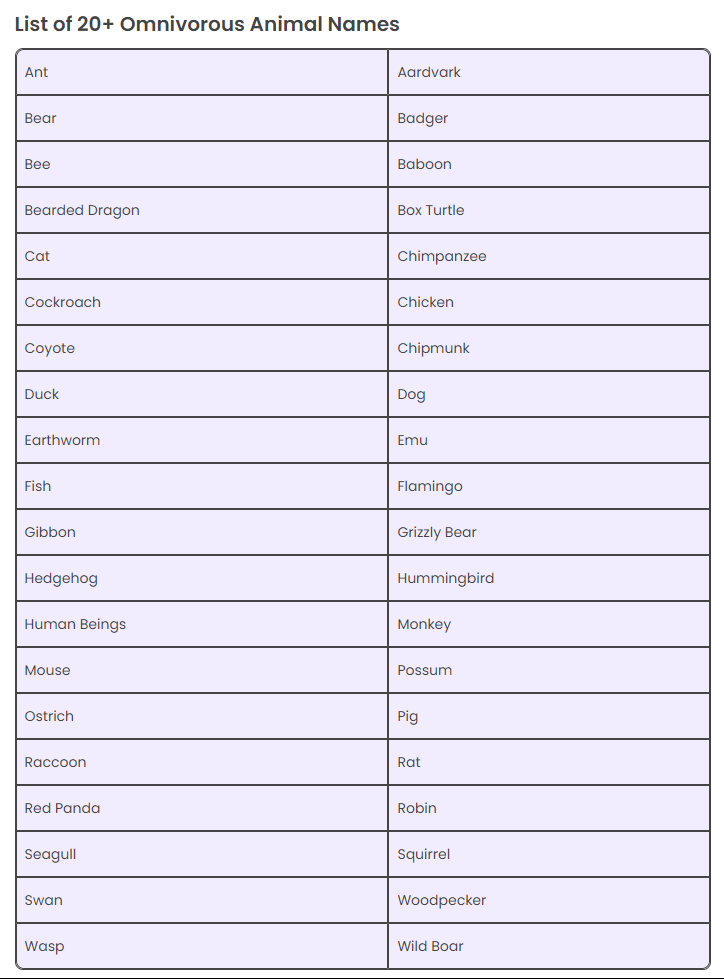 List of 20+ Omnivorous Animal Names
Ant Aardvark
Bear Badger
Bee Baboon
Bearded Dragon Box Turtle
Cat Chimpanzee
Cockroach Chicken
Coyote Chipmunk
Duck Dog
Earthworm Emu
Fish Flamingo
Gibbon Grizzly Bear
Hedgehog Hummingbird
Human Beings Monkey
Mouse Possum
Ostrich Pig
Raccoon Rat
Red Panda Robin
Seagull Squirrel
Swan Woodpecker
Wasp Wild Boar